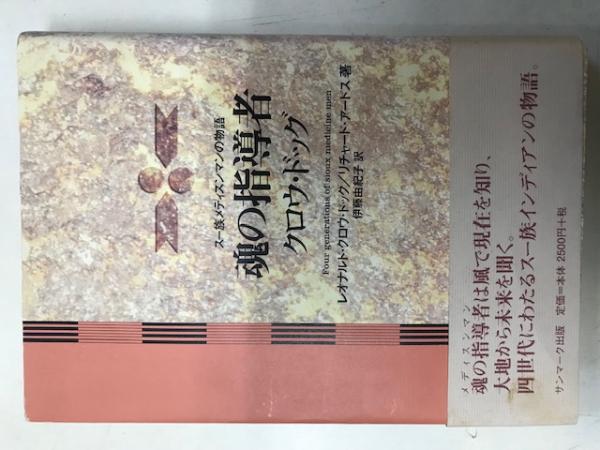 スー族メディスンマンの物語
魂の指導者
クロウ・ドッグ
Four generations of sioux medicine men
レオナルト・クロウ・ドッグ／リチャード・アードス 著
伊藤由紀子 訳
メディスンマン
魂の指導者は風で現在を知り、
大地から未来を聞く。
四世代にわたるスー族インディアンの物語。
サンマーク出版 定価＝本体 2500円＋税